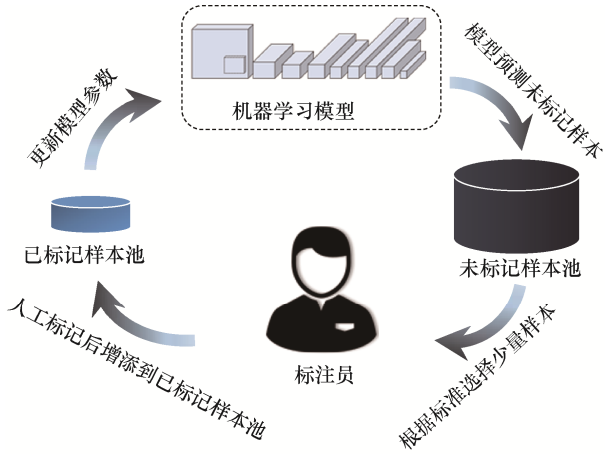 机器学习模型
模型预测未标记样本
未标记样本池
根据标准选择少量样本
标注员
人工标记后增添到已标记样本池
已标记样本池
更新模型参数